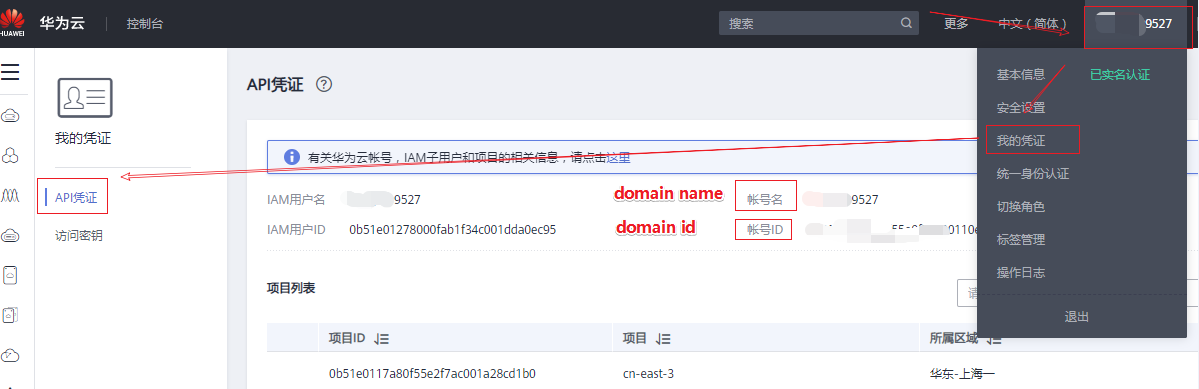 HUAWEI 华为云 控制台 搜索 更多 中文（简体） 9527
基本信息 已实名认证
安全设置
我的凭证
统一身份认证
切换角色
标签管理
操作日志
退出
我的凭证
API凭证
访问密钥
API凭证 ?
有关华为云帐号，IAM子用户和项目的相关信息，请点击这里
IAM用户名 9527 domain name 帐号名 9527
IAM用户ID 0b51e01278000fab1f34c001dda0ec95 domain id 帐号ID
项目列表
请
项目ID 项目 所属区域
0b51e0117a80f55e2f7ac001a28cd1b0 cn-east-3 华东-上海一